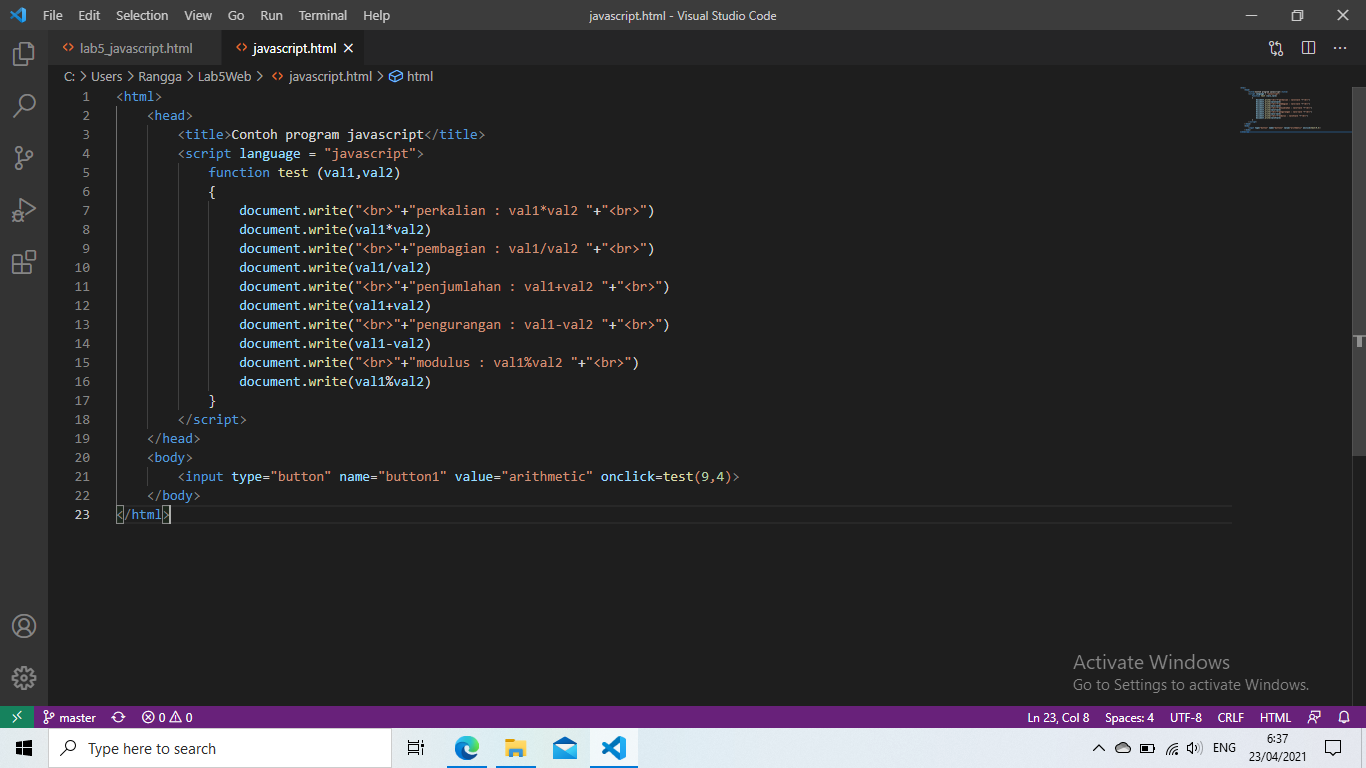 File Edit Selection View Go Run Terminal Help
javascript.html - Visual Studio Code
lab5_javascript.html
javascript.html
C: > Users > Rangga > Lab5Web > javascript.html > html
1 <html>
2 <head>
3 <title>Contoh program javascript</title>
4 <script language = "javascript">
5 function test (val1,val2)
6 {
7 document.write("<br>"+"perkalian : val1*val2 "+"<br>")
8 document.write(val1*val2)
9 document.write("<br>"+"pembagian : val1/val2 "+"<br>")
10 document.write(val1/val2)
11 document.write("<br>"+"penjumlahan : val1+val2 "+"<br>")
12 document.write(val1+val2)
13 document.write("<br>"+"pengurangan : val1-val2 "+"<br>")
14 document.write(val1-val2)
15 document.write("<br>"+"modulus : val1%val2 "+"<br>")
16 document.write(val1%val2)
17 }
18 </script>
19 </head>
20 <body>
21 <input type="button" name="button1" value="arithmetic" onclick=test(9,4)>
22 </body>
23 </html>
Activate Windows
Go to Settings to activate Windows.
master 0 0 Ln 23, Col 8 Spaces: 4 UTF-8 CRLF HTML
Type here to search
ENG
6:37
23/04/2021